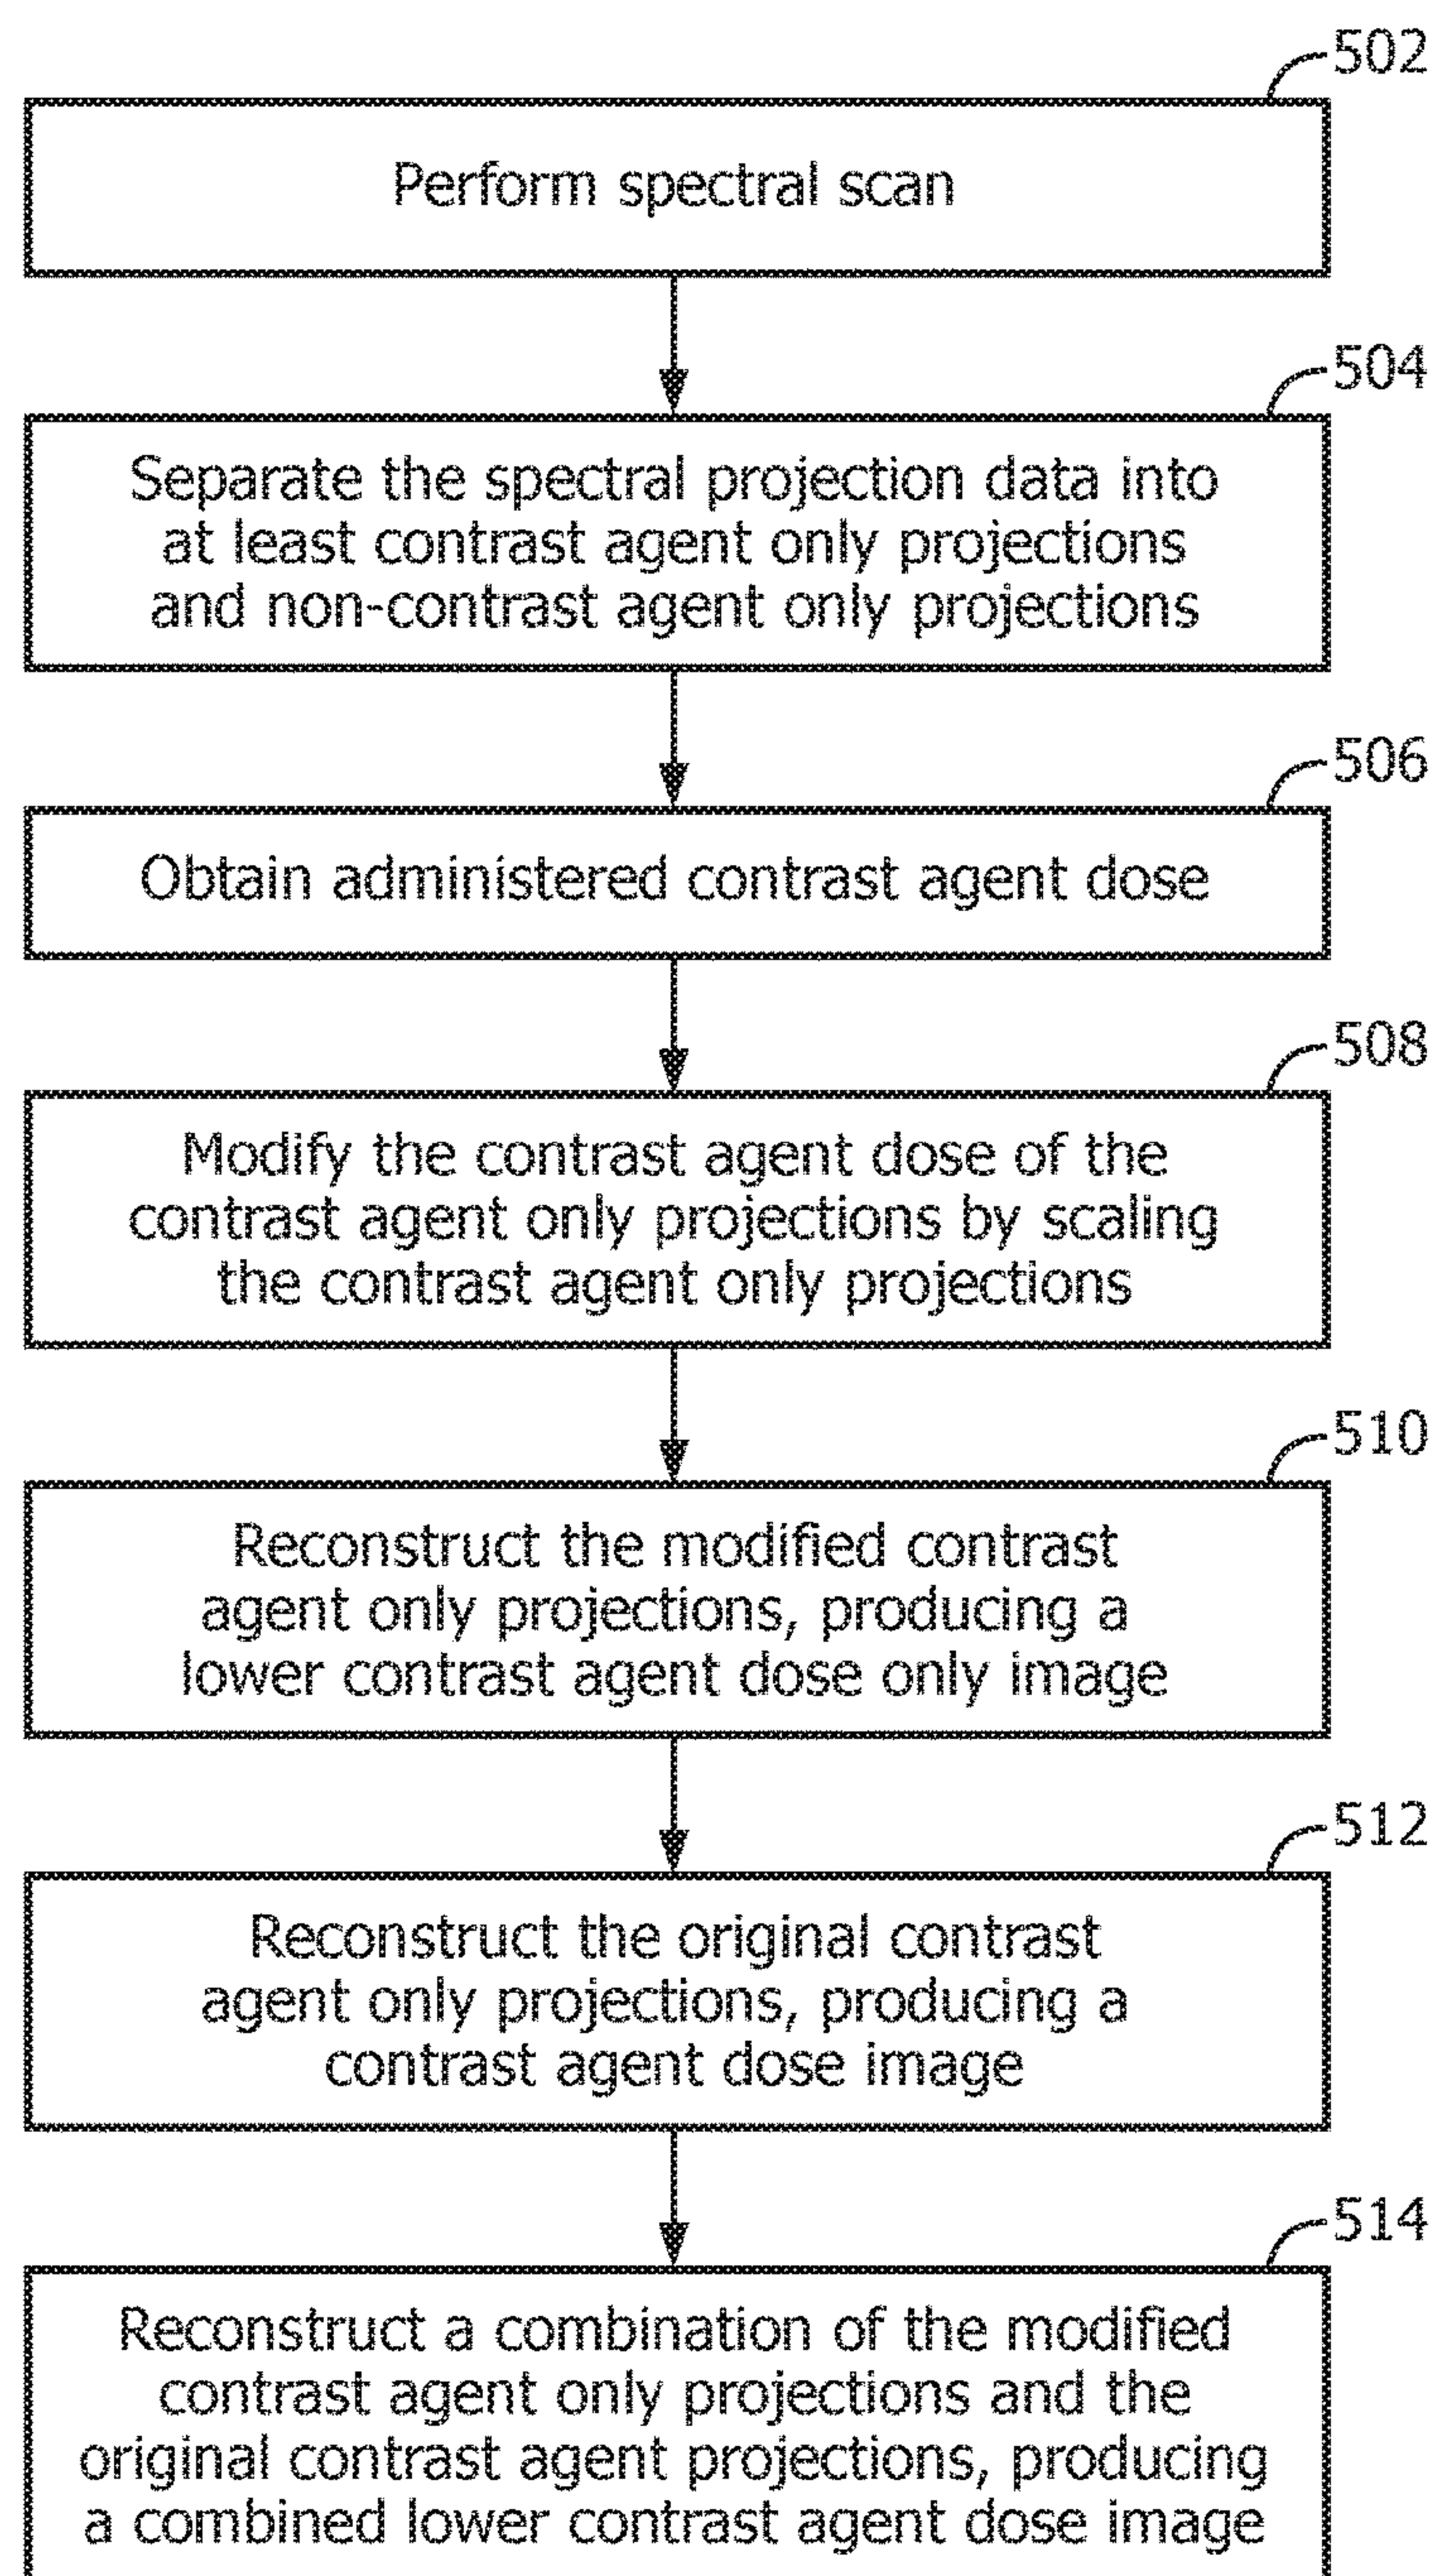 502
Perform spectral scan
504
Separate the spectral projection data into
at least contrast agent only projections
and non-contrast agent only projections
506
Obtain administered contrast agent dose
508
Modify the contrast agent dose of the
contrast agent only projections by scaling
the contrast agent only projections
510
Reconstruct the modified contrast
agent only projections, producing a
lower contrast agent dose only image
512
Reconstruct the original contrast
agent only projections, producing a
contrast agent dose image
514
Reconstruct a combination of the modified
contrast agent only projections and the
original contrast agent projections, producing
a combined lower contrast agent dose image